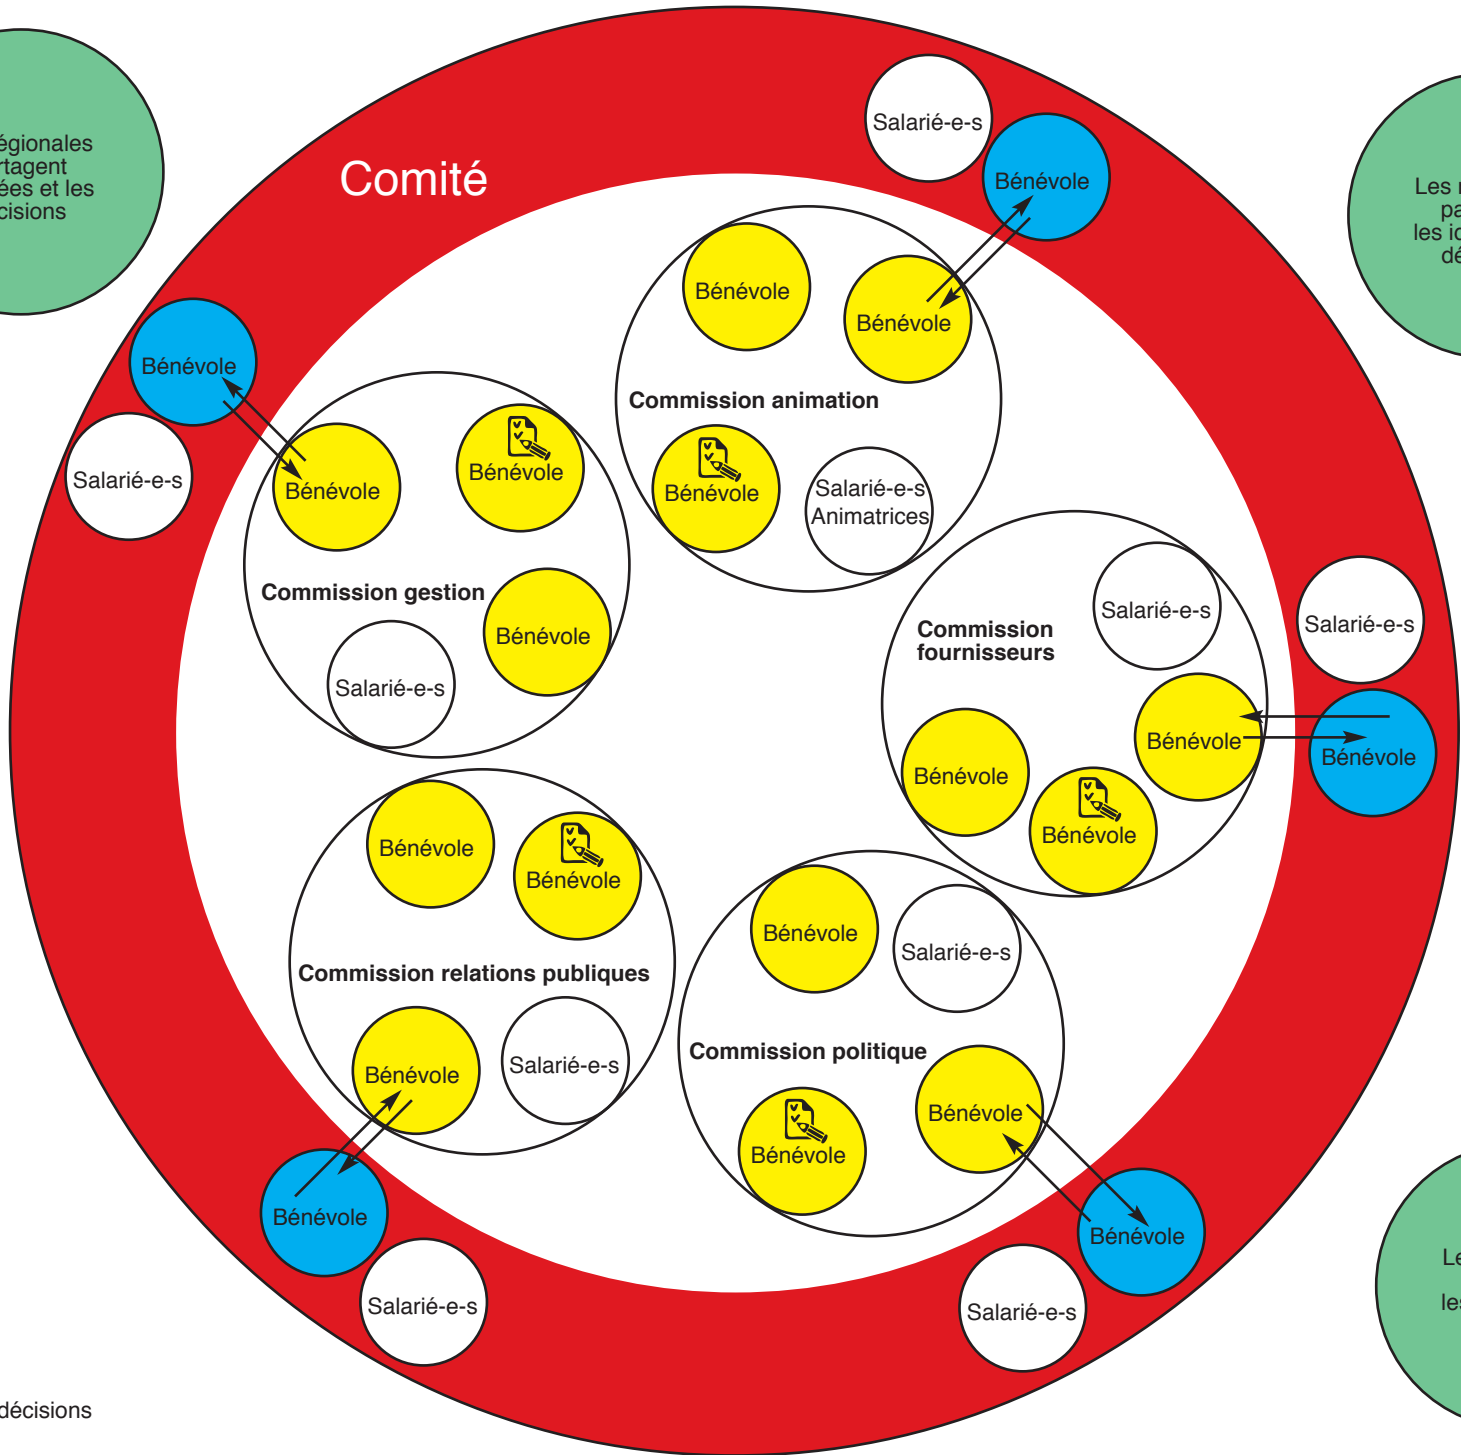 égionales
rtagent
ées et les
cisions
Comité
Salarié-e-s
Bénévole
Les
pa
les
dé
Bénévole
Salarié-e-s
Bénévole
Bénévole
Commission animation
Bénévole
Salarié-e-s
Animatrices
Bénévole
Bénévole
Commission gestion
Bénévole
Salarié-e-s
Commission
fournisseurs
Salarié-e-s
Bénévole
Bénévole
Bénévole
Salarié-e-s
Bénévole
Bénévole
Bénévole
Commission relations publiques
Bénévole
Salarié-e-s
Bénévole
Salarié-e-s
Commission politique
Bénévole
Bénévole
Bénévole
Salarié-e-s
Bénévole
Salarié-e-s
Le
les
décisions